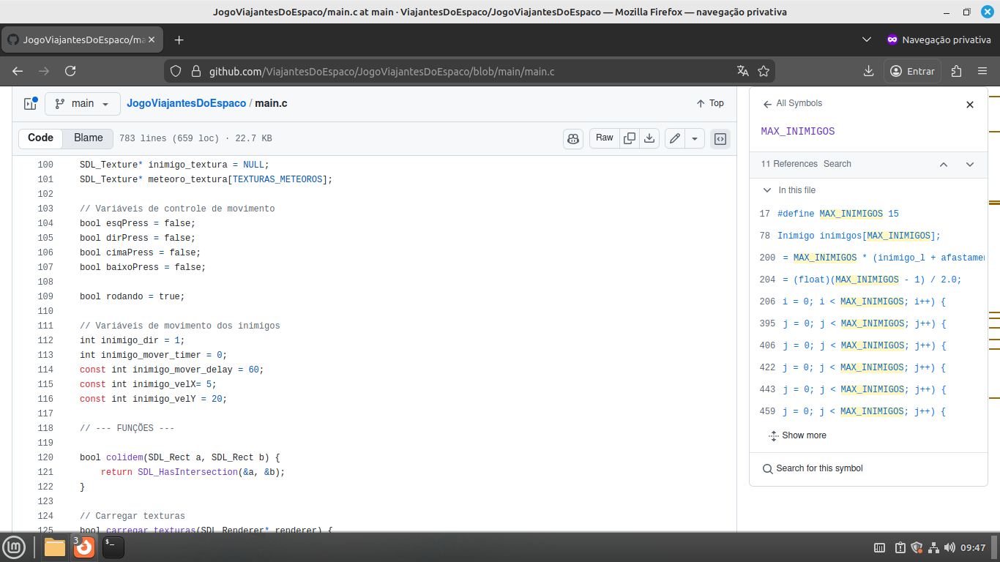 JogoViajantesDoEspaco/main.c at main · ViajantesDoEspaco/JogoViajantesDoEspaco — Mozilla Firefox — navegação privativa
JogoViajantesDoEspaco/ma
Navegação privativa
github.com/ViajantesDoEspaco/JogoViajantesDoEspaco/blob/main/main.c
Entrar
main
JogoViajantesDoEspaco / main.c
Top
Code Blame 783 lines (659 loc) · 22.7 KB
Raw
100 SDL_Texture* inimigo_textura = NULL;
101 SDL_Texture* meteoro_textura[TEXTURAS_METEOROS];
102
103 // Variáveis de controle de movimento
104 bool esqPress = false;
105 bool dirPress = false;
106 bool cimaPress = false;
107 bool baixoPress = false;
108
109 bool rodando = true;
110
111 // Variáveis de movimento dos inimigos
112 int inimigo_dir = 1;
113 int inimigo_mover_timer = 0;
114 const int inimigo_mover_delay = 60;
115 const int inimigo_velX= 5;
116 const int inimigo_velY = 20;
117
118 // --- FUNÇÕES ---
119
120 bool colidem(SDL_Rect a, SDL_Rect b) {
121     return SDL_HasIntersection(&a, &b);
122 }
123
124 // Carregar texturas
125 bool carregar_texturas(SDL_Renderer* renderer) {
All Symbols
MAX_INIMIGOS
11 References Search
In this file
17 #define MAX_INIMIGOS 15
78 Inimigo inimigos[MAX_INIMIGOS];
200 = MAX_INIMIGOS * (inimigo_l + afastame
204 = (float)(MAX_INIMIGOS - 1) / 2.0;
206 i = 0; i < MAX_INIMIGOS; i++) {
395 j = 0; j < MAX_INIMIGOS; j++) {
406 j = 0; j < MAX_INIMIGOS; j++) {
422 j = 0; j < MAX_INIMIGOS; j++) {
443 j = 0; j < MAX_INIMIGOS; j++) {
459 j = 0; j < MAX_INIMIGOS; j++) {
Show more
Search for this symbol
3
09:47